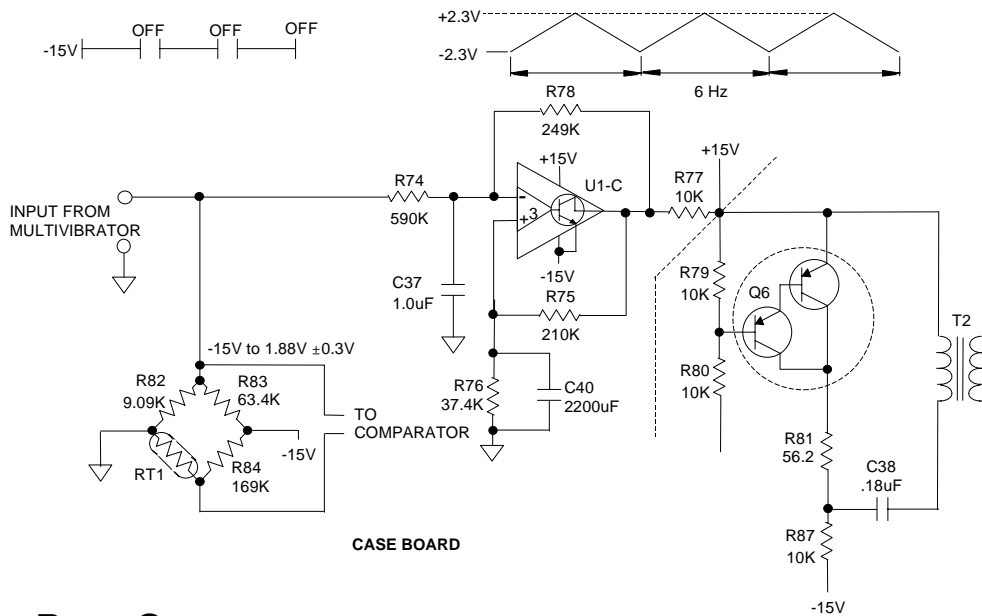 OFF OFF OFF
-15V
+2.3V
-2.3V
6 Hz
R78
249K
+15V
U1-C
R74
590K
-
+3
-15V
R77
10K
+15V
INPUT FROM
MULTIVIBRATOR
C37
1.0uF
R75
210K
R79
10K
Q6
T2
-15V to 1.88V ±0.3V
R82
9.09K
R83
63.4K
R76
37.4K
C40
2200uF
R80
10K
TO
COMPARATOR
-15V
RT1
R84
169K
R81
56.2
C38
.18uF
R87
10K
-15V
CASE BOARD